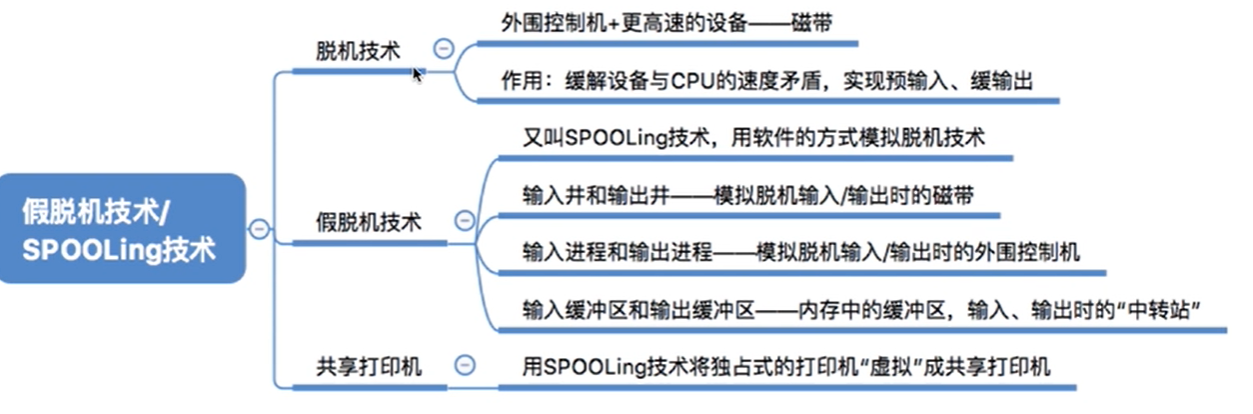 外围控制机+更高速的设备——磁带
脱机技术
作用：缓解设备与CPU的速度矛盾，实现预输入、缓输出
又叫SPOOLing技术，用软件的方式模拟脱机技术
输入井和输出井——模拟脱机输入/输出时的磁带
假脱机技术/
SPOOLing技术
假脱机技术
输入进程和输出进程——模拟脱机输入/输出时的外围控制机
输入缓冲区和输出缓冲区——内存中的缓冲区，输入、输出时的“中转站”
共享打印机
用SPOOLing技术将独占式的打印机“虚拟”成共享打印机